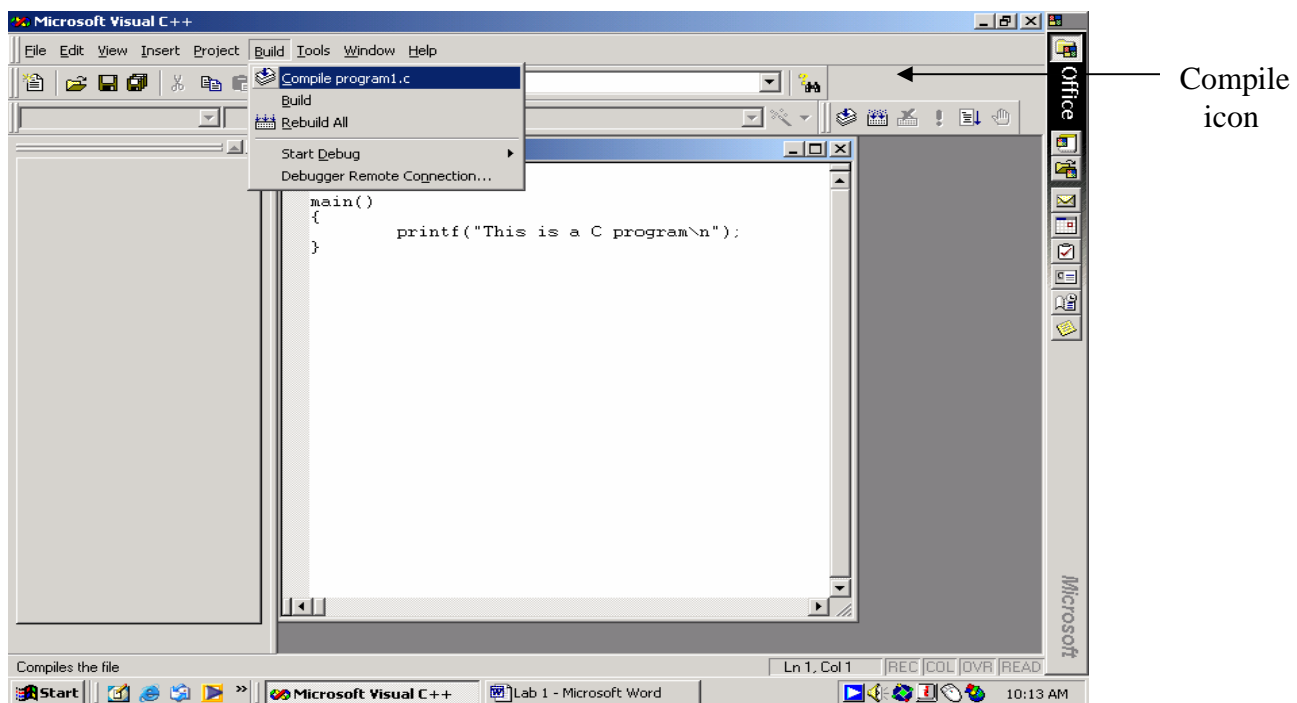 Microsoft Visual C++
File Edit View Insert Project Build Tools Window Help
Compile program1.c
Build
Rebuild All
Start Debug
Debugger Remote Connection...
main()
{
printf("This is a C program\n");
}
Compiles the file
Ln 1, Col 1 REC COL OVR READ
Start » Microsoft Visual C++ Lab 1 - Microsoft Word 10:13 AM
Office
Microsoft
Compile
icon